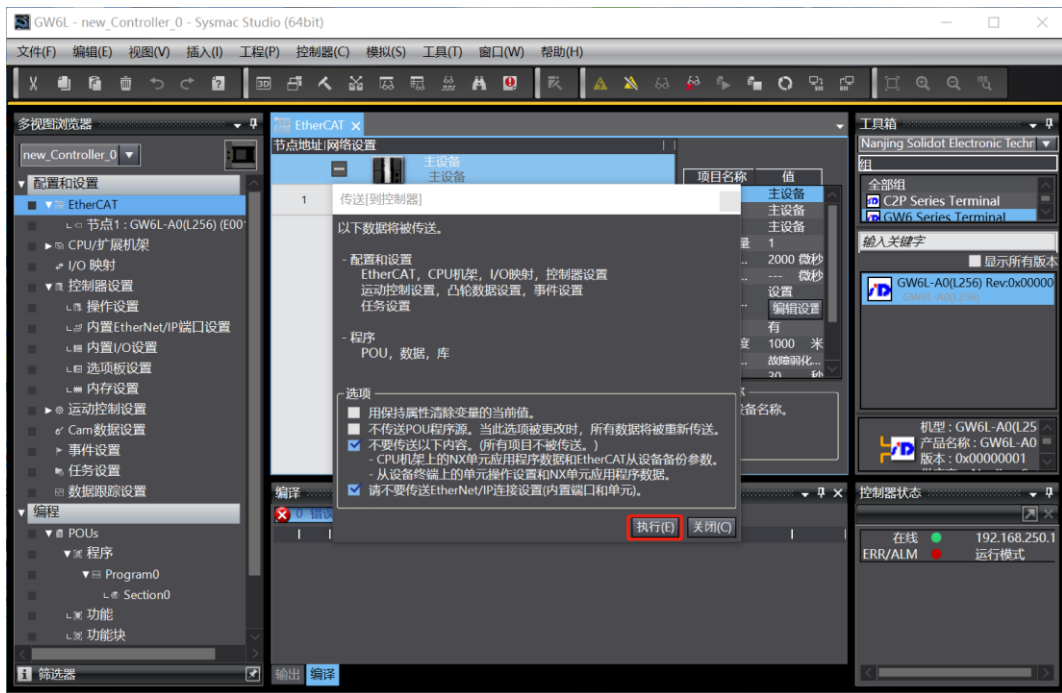 GW6L - new_Controller_0 - Sysmac Studio (64bit)
文件(F) 编辑(E) 视图(V) 插入(I) 工程(P) 控制器(C) 模拟(S) 工具(T) 窗口(W) 帮助(H)
多视图浏览器
new_Controller_0
配置和设置
EtherCAT
节点1 : GW6L-A0(L256) (E00
CPU/扩展机架
I/O 映射
控制器设置
操作设置
内置EtherNet/IP端口设置
内置I/O设置
选项板设置
内存设置
运动控制设置
Cam数据设置
事件设置
任务设置
数据跟踪设置
编程
POUs
程序
Program0
Section0
功能
功能块
筛选器
EtherCAT
节点地址|网络设置
主设备
主设备
1
项目名称 值
主设备
主设备
主设备
量 1
... 2000 微秒
... --- 微秒
设置
... 编辑设置
有
度 1000 米
... 故障弱化...
30 秒
设备名称。
传送[到控制器]
以下数据将被传送。
- 配置和设置
EtherCAT，CPU机架，I/O映射，控制器设置
运动控制设置，凸轮数据设置，事件设置
任务设置
- 程序
POU，数据，库
选项
用保持属性清除变量的当前值。
不传送POU程序源。当此选项被更改时，所有数据将被重新传送。
不要传送以下内容。(所有项目不被传送。)
- CPU机架上的NX单元应用程序数据和EtherCAT从设备备份参数。
- 从设备终端上的单元操作设置和NX单元应用程序数据。
请不要传送EtherNet/IP连接设置(内置端口和单元)。
执行(E) 关闭(C)
编译
0 错误
输出 编译
工具箱
Nanjing Solidot Electronic Techr
组
全部组
C2P Series Terminal
GW6 Series Terminal
输入关键字
显示所有版本
GW6L-A0(L256) Rev:0x00000
GW6L-A0(L256)
机型 : GW6L-A0(L25
产品名称 : GW6L-A0
版本 : 0x00000001
控制器状态
在线 192.168.250.1
ERR/ALM 运行模式